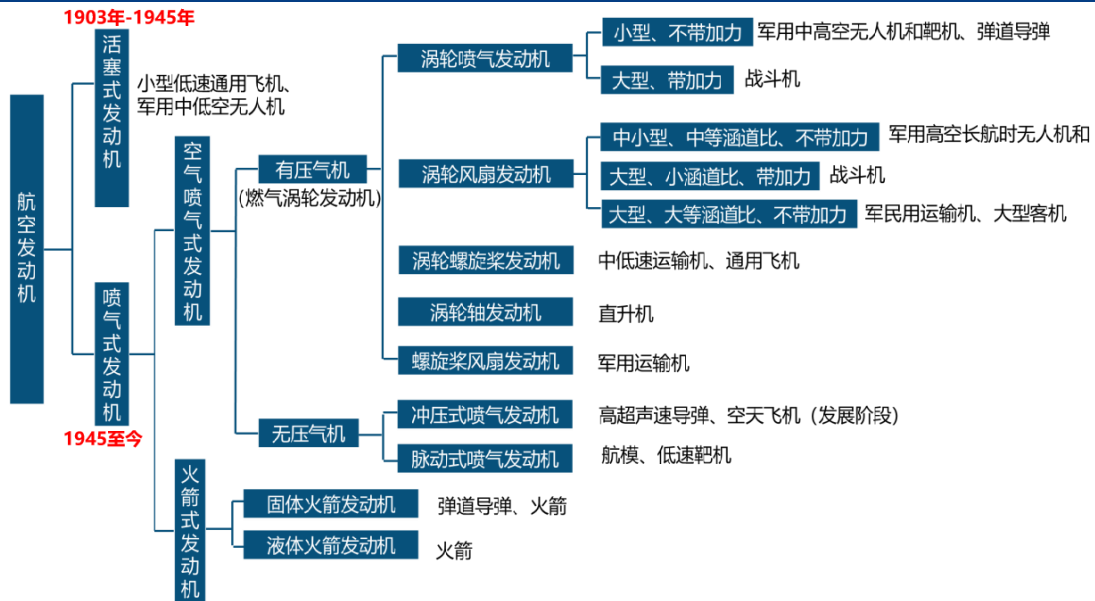 1903年-1945年
航空发动机
活塞式发动机
小型低速通用飞机、
军用中低空无人机
喷气式发动机
1945至今
空气喷气式发动机
有压气机
(燃气涡轮发动机)
涡轮喷气发动机
小型、不带加力
军用中高空无人机和靶机、弹道导弹
大型、带加力
战斗机
涡轮风扇发动机
中小型、中等涵道比、不带加力
军用高空长航时无人机和
大型、小涵道比、带加力
战斗机
大型、大等涵道比、不带加力
军民用运输机、大型客机
涡轮螺旋桨发动机
中低速运输机、通用飞机
涡轮轴发动机
直升机
螺旋桨风扇发动机
军用运输机
无压气机
冲压式喷气发动机
高超声速导弹、空天飞机（发展阶段）
脉动式喷气发动机
航模、低速靶机
火箭式发动机
固体火箭发动机
弹道导弹、火箭
液体火箭发动机
火箭